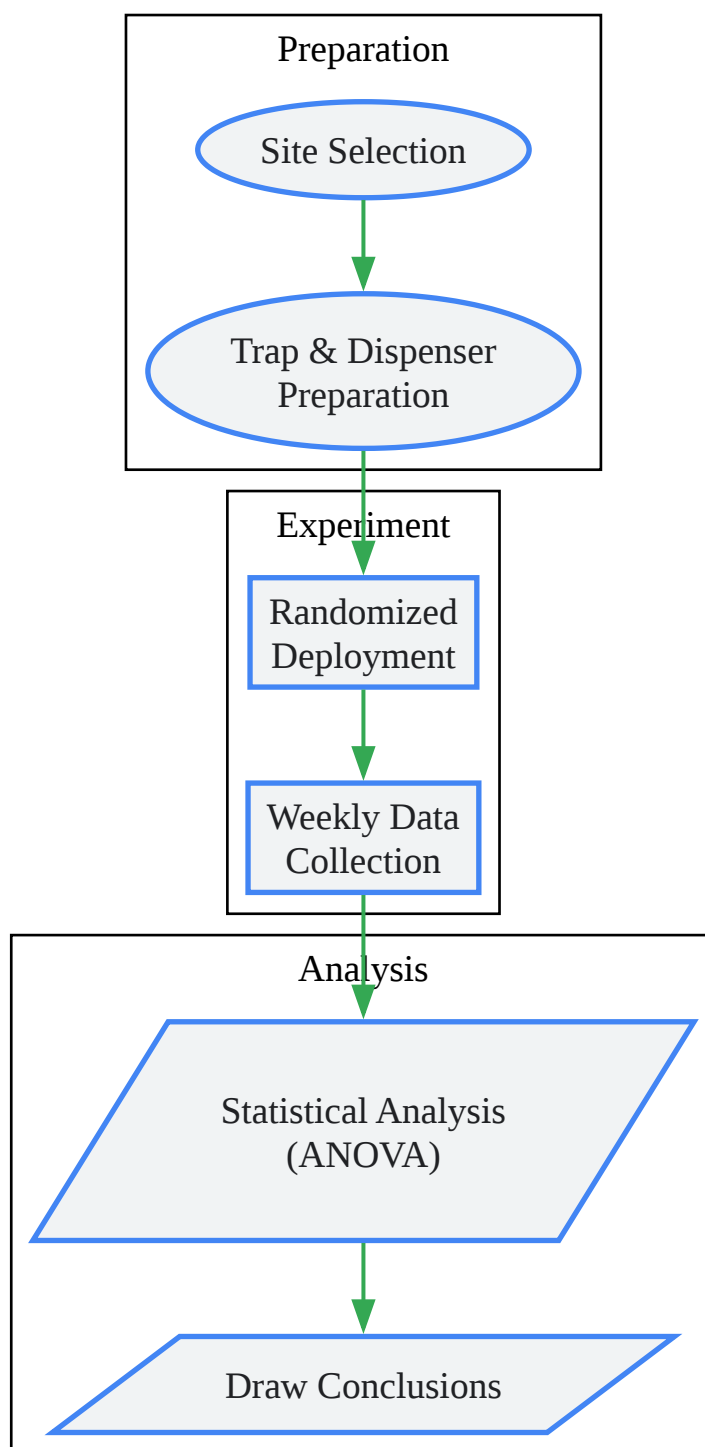 Preparation
Site Selection
Trap & Dispenser
Preparation
Experiment
Randomized
Deployment
Weekly Data
Collection
Analysis
Statistical Analysis
(ANOVA)
Draw Conclusions